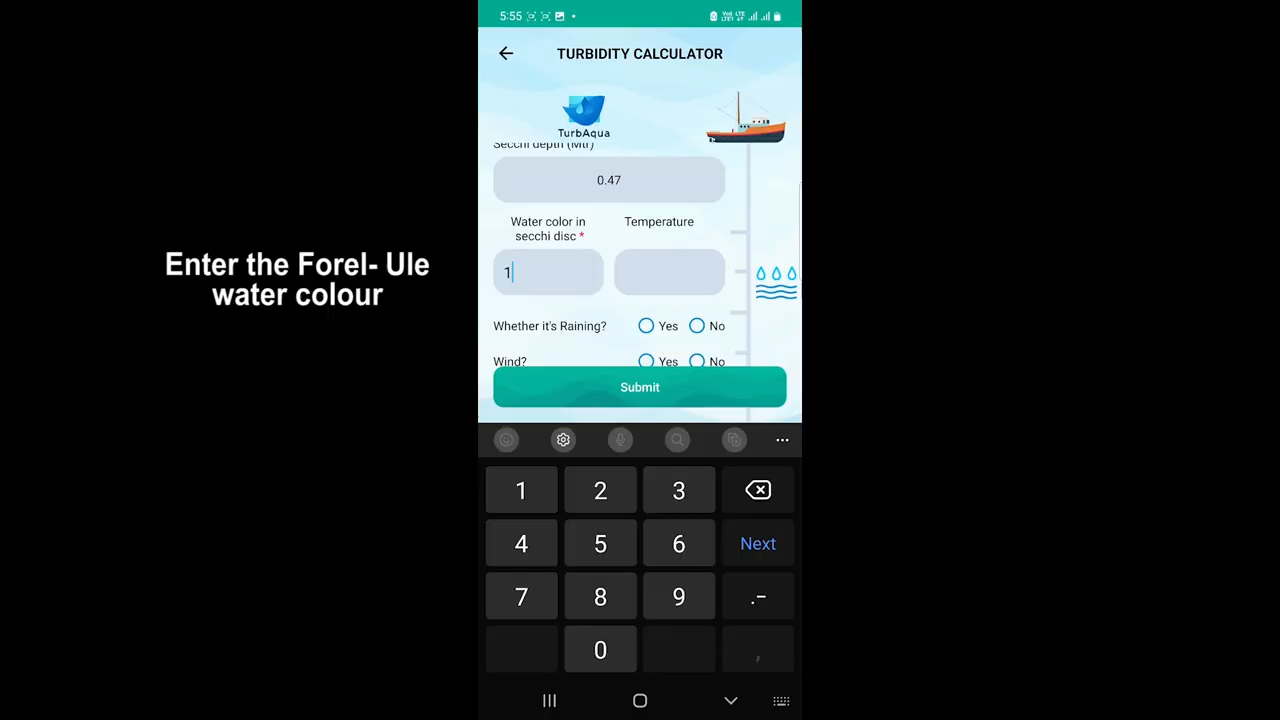 5:55
TURBIDITY CALCULATOR
TurbAqua
Secchi depth (Mtr)
0.47
Water color in
secchi disc *
Temperature
1
Enter the Forel- Ule
water colour
Whether it's Raining?
Yes
No
Wind?
Yes
No
Submit
1
2
3
4
5
6
Next
7
8
9
.-
0
,